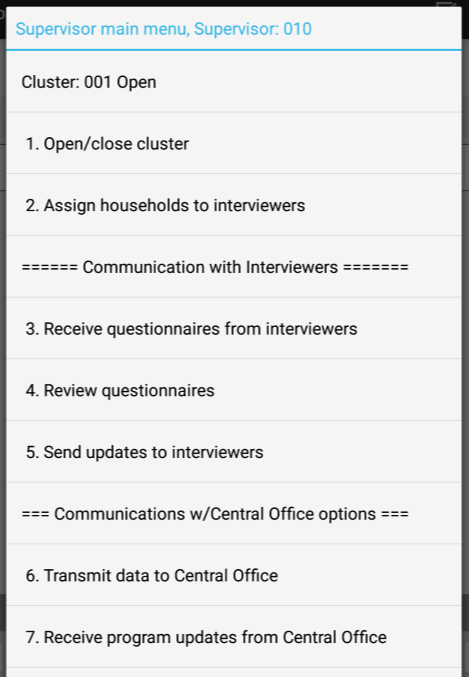 Supervisor main menu, Supervisor: 010
Cluster: 001 Open
1. Open/close cluster
2. Assign households to interviewers
====== Communication with Interviewers =======
3. Receive questionnaires from interviewers
4. Review questionnaires
5. Send updates to interviewers
=== Communications w/Central Office options ===
6. Transmit data to Central Office
7. Receive program updates from Central Office